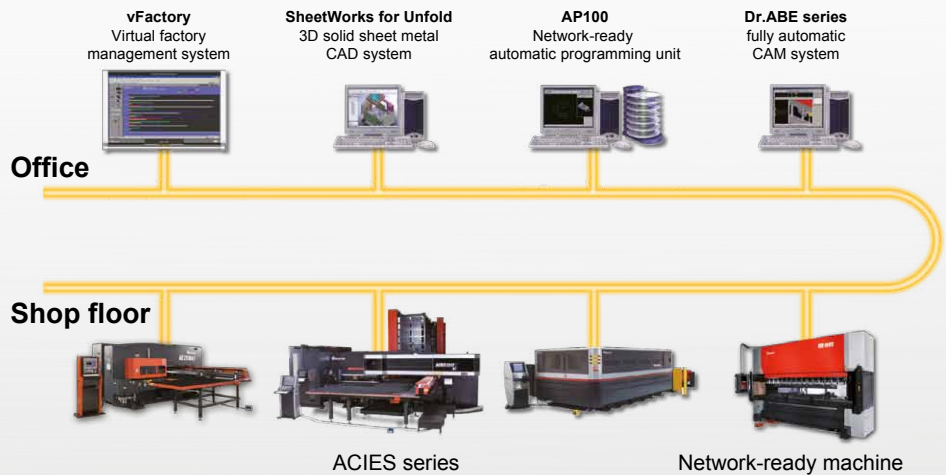 vFactory
Virtual factory
management system
SheetWorks for Unfold
3D solid sheet metal
CAD system
AP100
Network-ready
automatic programming unit
Dr.ABE series
fully automatic
CAM system
Office
Shop floor
ACIES series
Network-ready machine